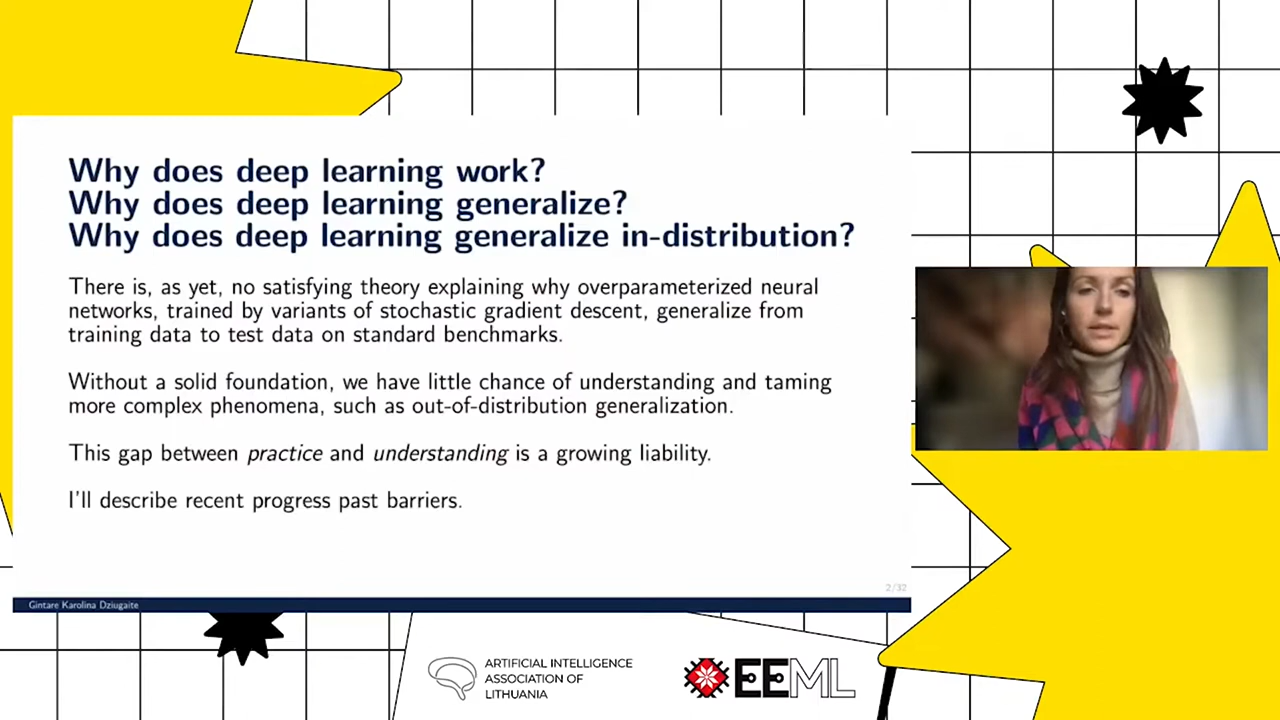 Why does deep learning work?
Why does deep learning generalize?
Why does deep learning generalize in-distribution?
There is, as yet, no satisfying theory explaining why overparameterized neural
networks, trained by variants of stochastic gradient descent, generalize from
training data to test data on standard benchmarks.
Without a solid foundation, we have little chance of understanding and taming
more complex phenomena, such as out-of-distribution generalization.
This gap between practice and understanding is a growing liability.
I'll describe recent progress past barriers.
2/32
Gintare Karolina Dziugaite
ARTIFICIAL INTELLIGENCE
ASSOCIATION OF
LITHUANIA
EEML